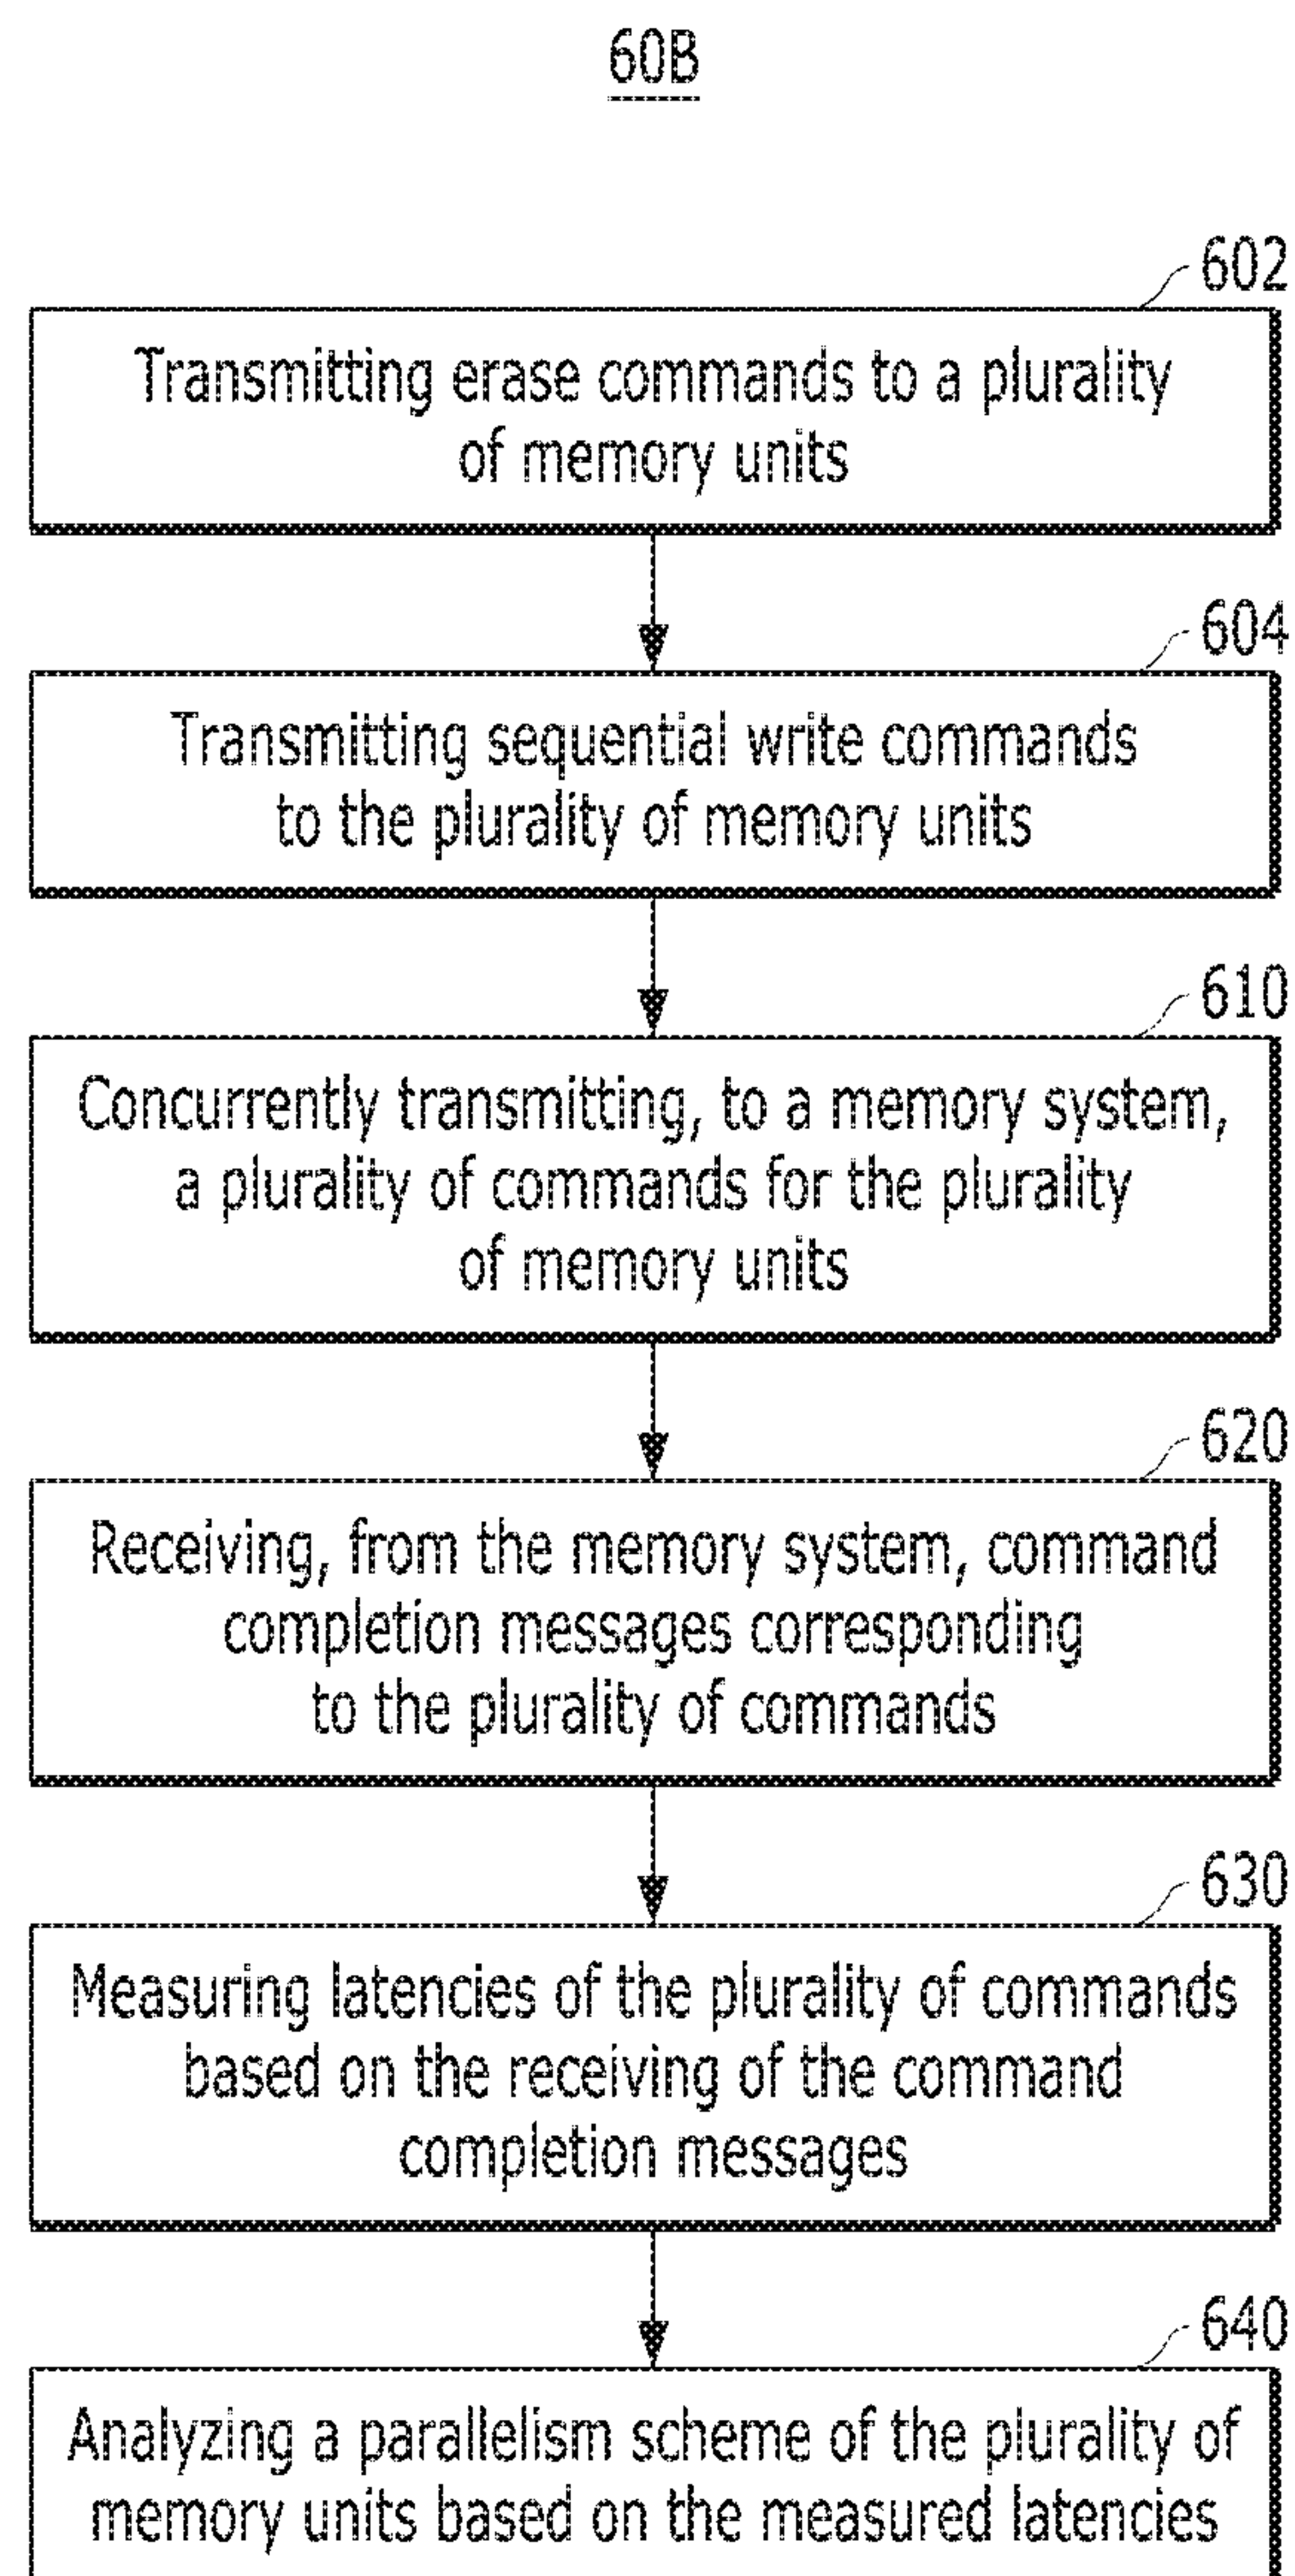 60B
602
Transmitting erase commands to a plurality
of memory units
604
Transmitting sequential write commands
to the plurality of memory units
610
Concurrently transmitting, to a memory system,
a plurality of commands for the plurality
of memory units
620
Receiving, from the memory system, command
completion messages corresponding
to the plurality of commands
630
Measuring latencies of the plurality of commands
based on the receiving of the command
completion messages
640
Analyzing a parallelism scheme of the plurality of
memory units based on the measured latencies